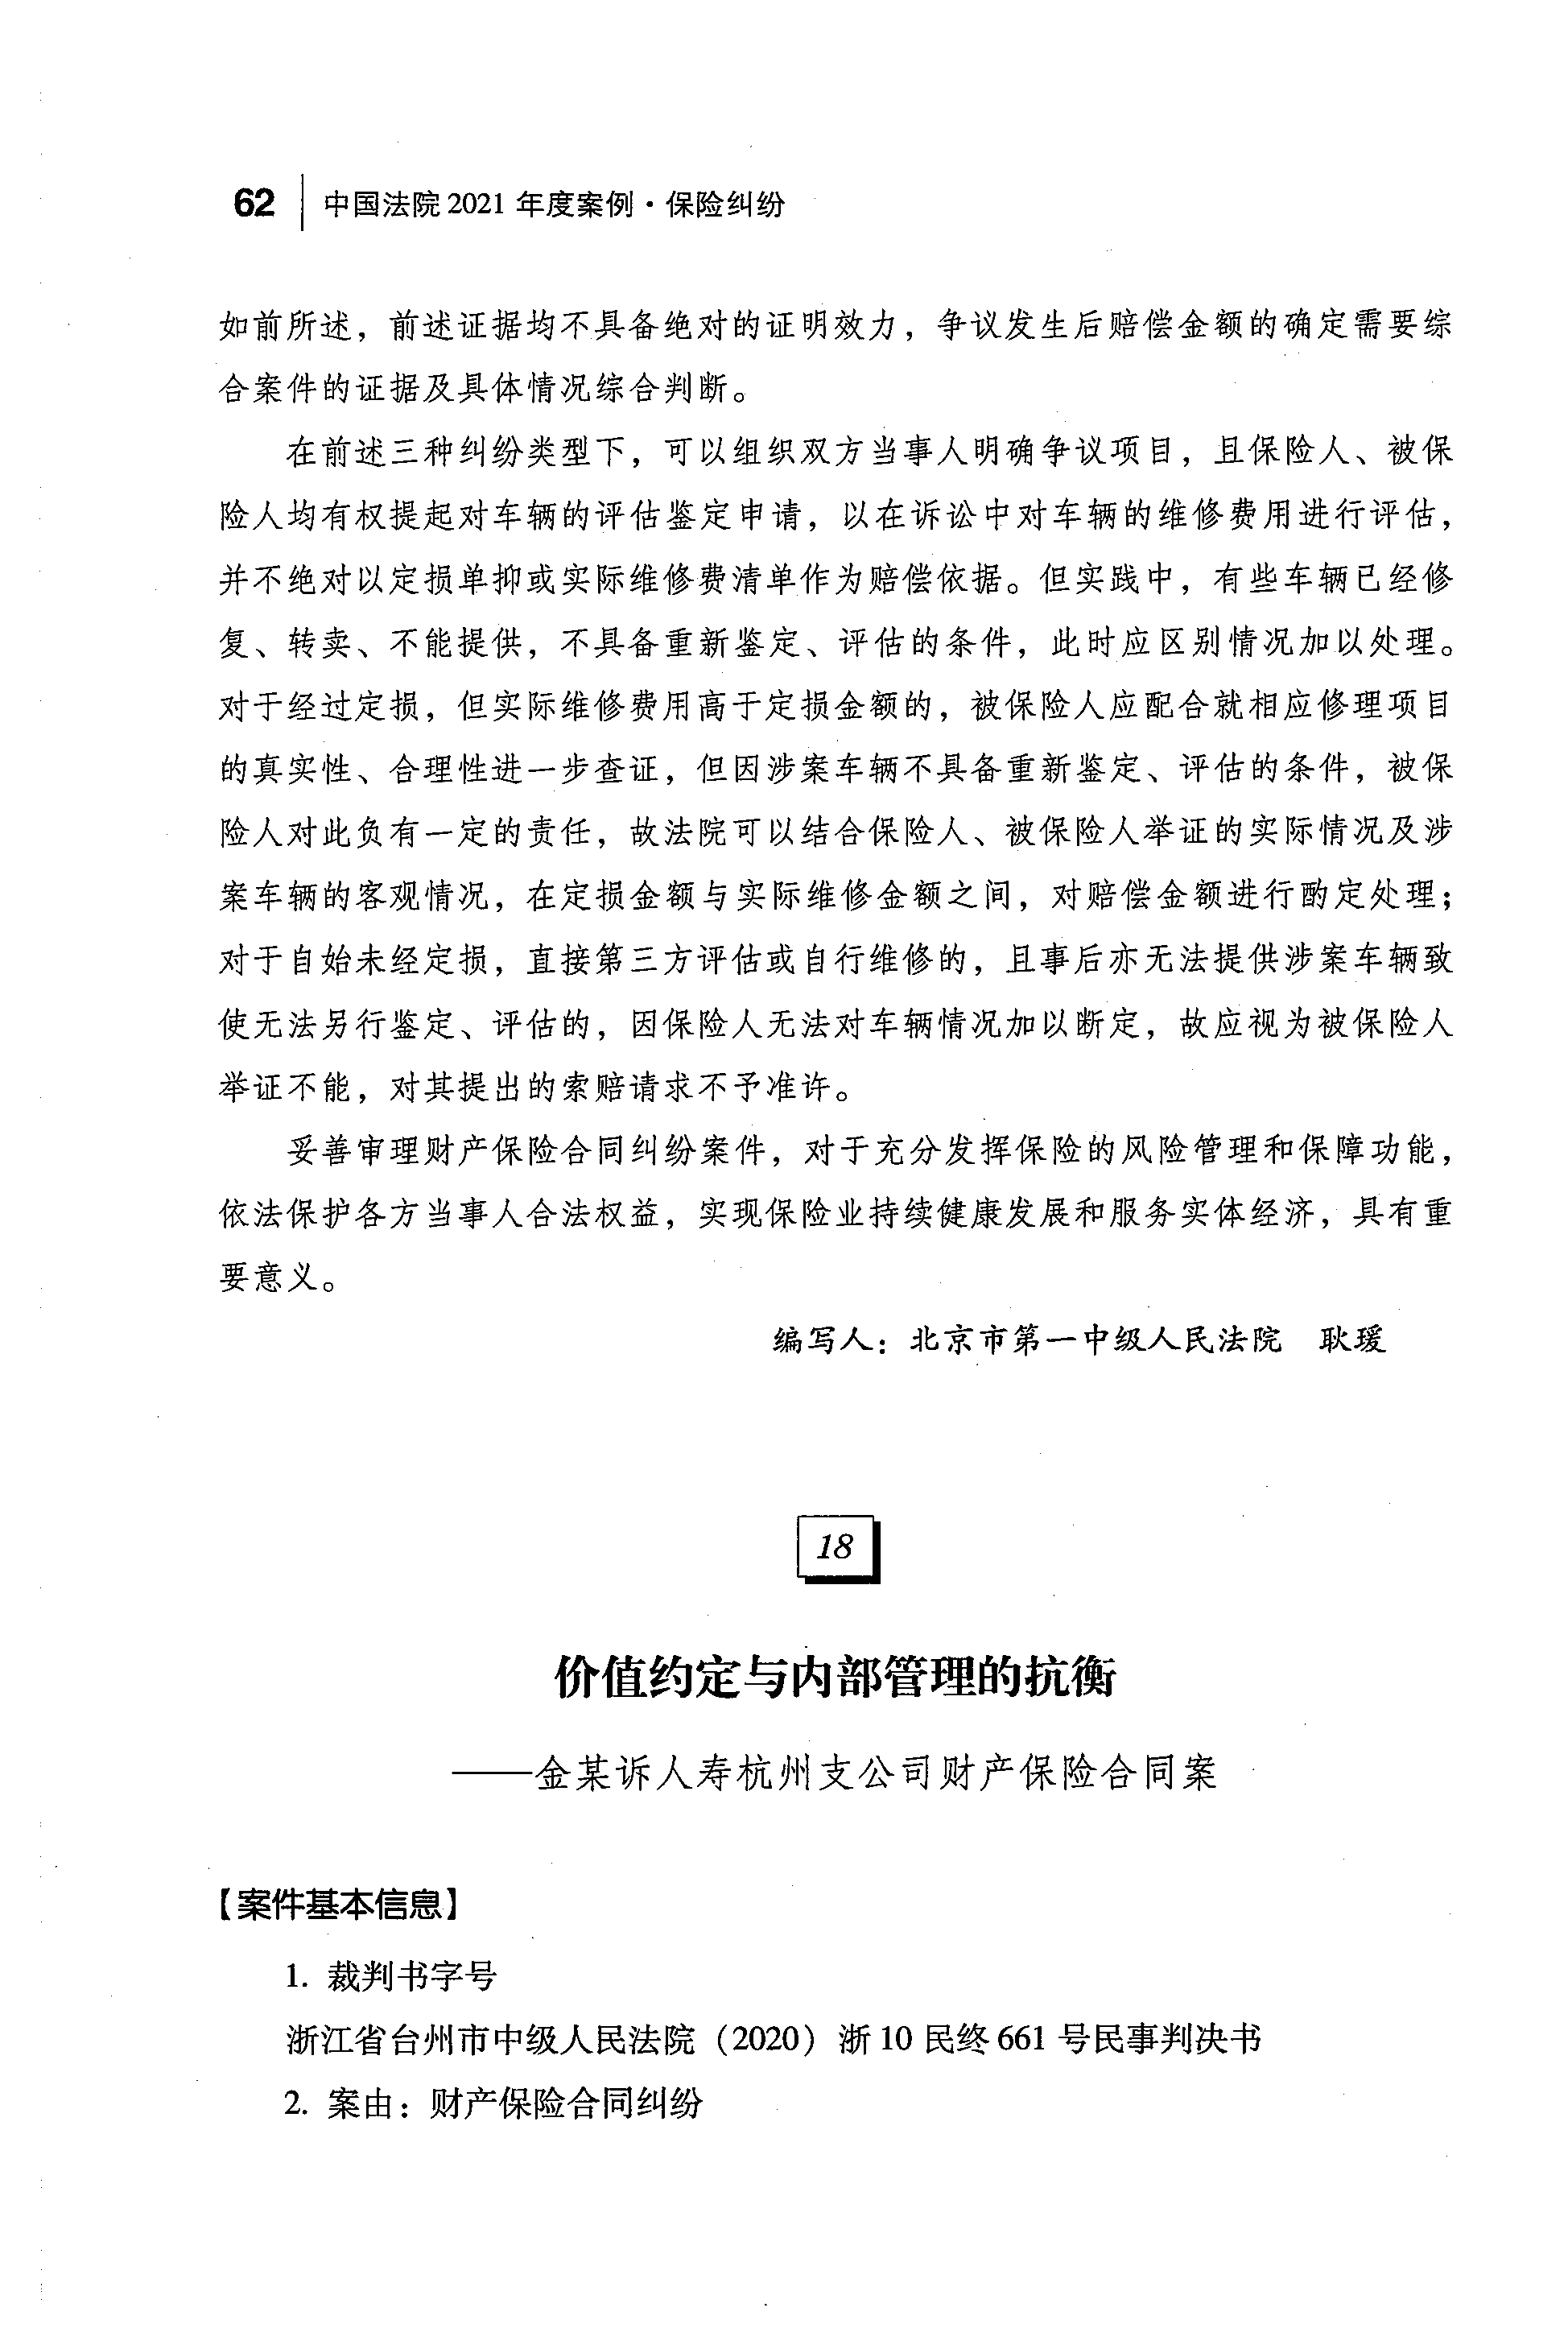 62 中国法院2021年度案例·保险纠纷
如前所述，前述证据均不具备绝对的证明效力，争议发生后赔偿金额的确定需要综
合案件的证据及具体情况综合判断。
在前述三种纠纷类型下，可以组织双方当事人明确争议项目，且保险人、被保
险人均有权提起对车辆的评估鉴定申请，以在诉讼中对车辆的维修费用进行评估，
并不绝对以定损单抑或实际维修费清单作为赔偿依据。但实践中，有些车辆已经修
复、转卖、不能提供，不具备重新鉴定、评估的条件，此时应区别情况加以处理。
对于经过定损，但实际维修费用高于定损金额的，被保险人应配合就相应修理项目
的真实性、合理性进一步查证，但因涉案车辆不具备重新鉴定、评估的条件，被保
险人对此负有一定的责任，故法院可以结合保险人、被保险人举证的实际情况及涉
案车辆的客观情况，在定损金额与实际维修金额之间，对赔偿金额进行酌定处理；
对于自始未经定损，直接第三方评估或自行维修的，且事后亦无法提供涉案车辆致
使无法另行鉴定、评估的，因保险人无法对车辆情况加以断定，故应视为被保险人
举证不能，对其提出的索赔请求不予准许。
妥善审理财产保险合同纠纷案件，对于充分发挥保险的风险管理和保障功能，
依法保护各方当事人合法权益，实现保险业持续健康发展和服务实体经济，具有重
要意义。
编写人：北京市第一中级人民法院 耿瑗
18
价值约定与内部管理的抗衡
——金某诉人寿杭州支公司财产保险合同案
【案件基本信息】
1. 裁判书字号
浙江省台州市中级人民法院（2020）浙10民终661号民事判决书
2. 案由：财产保险合同纠纷